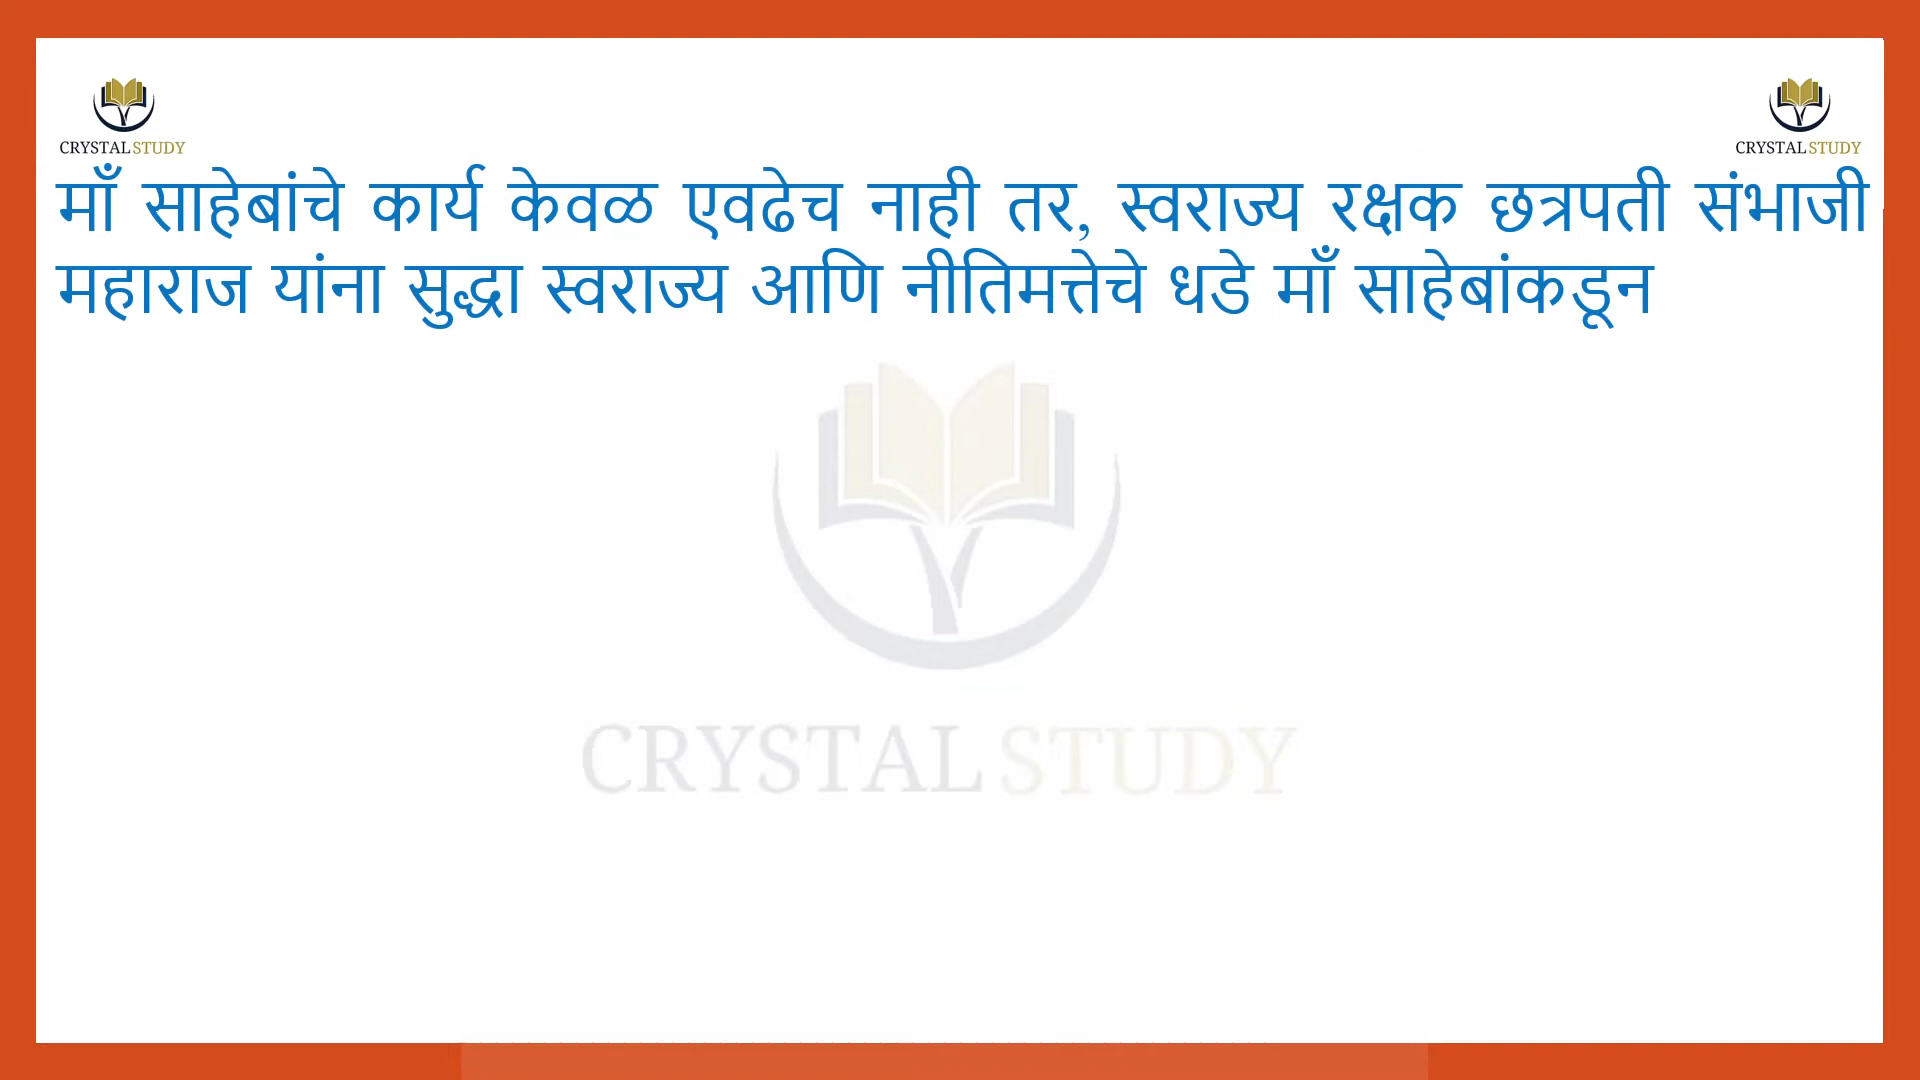 CRYSTAL STUDY
CRYSTAL STUDY
माँ साहेबांचे कार्य केवळ एवढेच नाही तर, स्वराज्य रक्षक छत्रपती संभाजी
महाराज यांना सुद्धा स्वराज्य आणि नीतिमत्तेचे धडे माँ साहेबांकडून
CRYSTAL STUDY